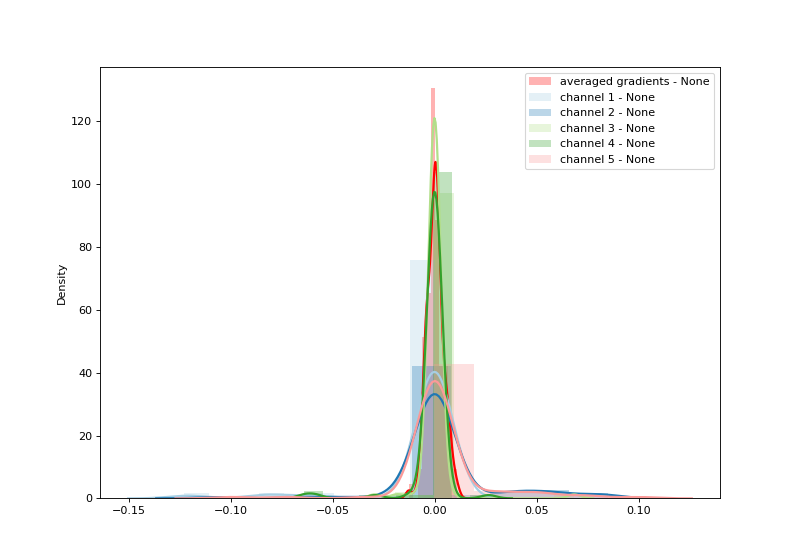 averaged gradients - None
channel 1 - None
channel 2 - None
channel 3 - None
channel 4 - None
channel 5 - None
120
100
80
60
40
20
0
Density
−0.15 −0.10 −0.05 0.00 0.05 0.10